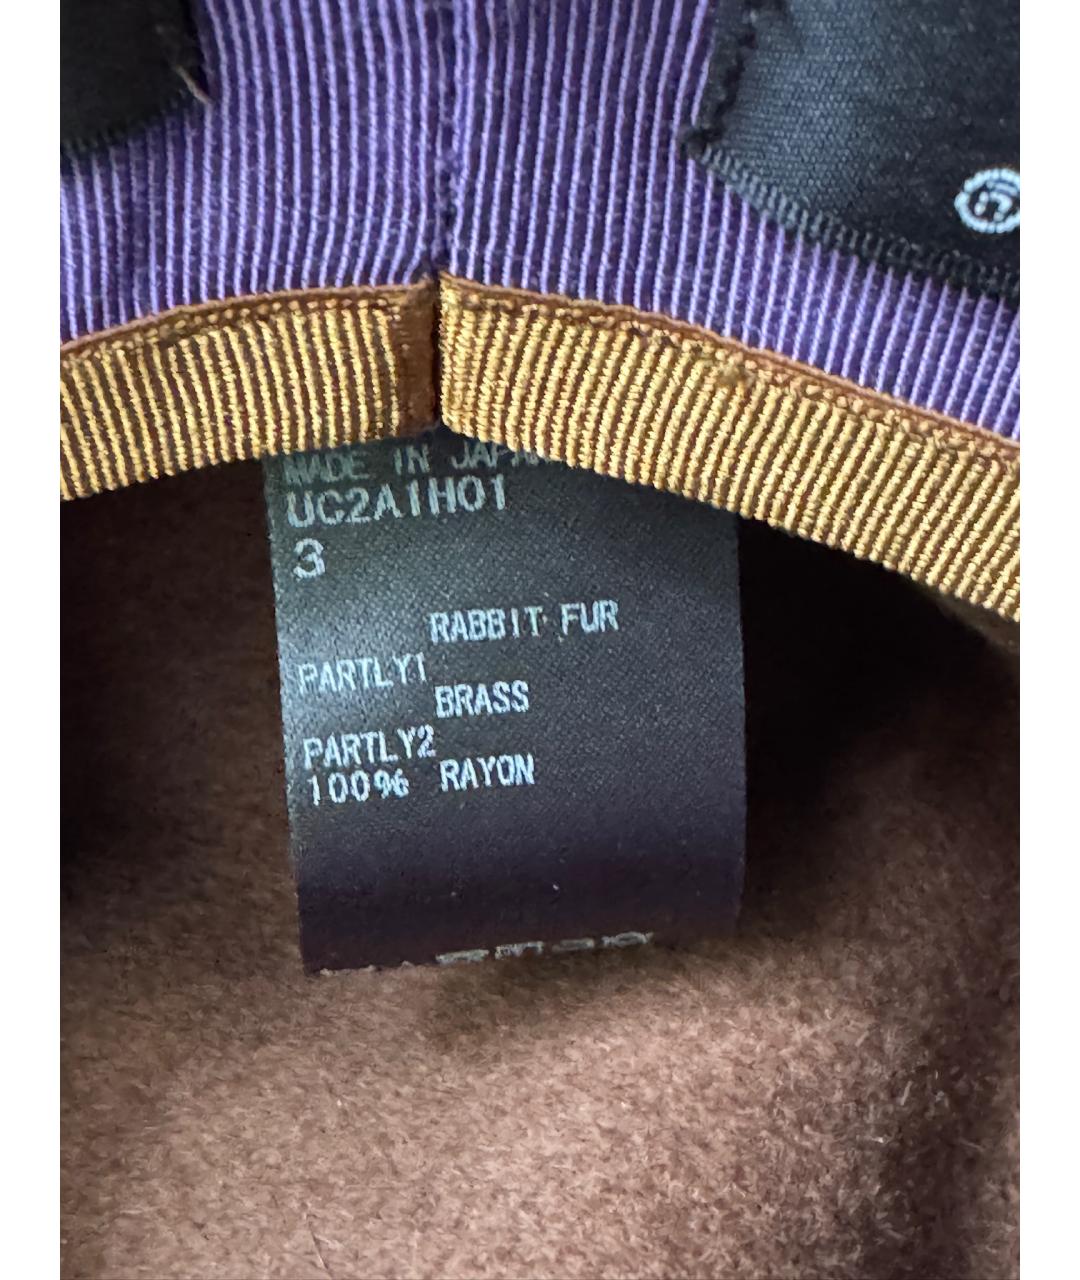 MADE IN JAPAN
UC2A1H01
3
RABBIT FUR
PARTLY1
BRASS
PARTLY2
100% RAYON